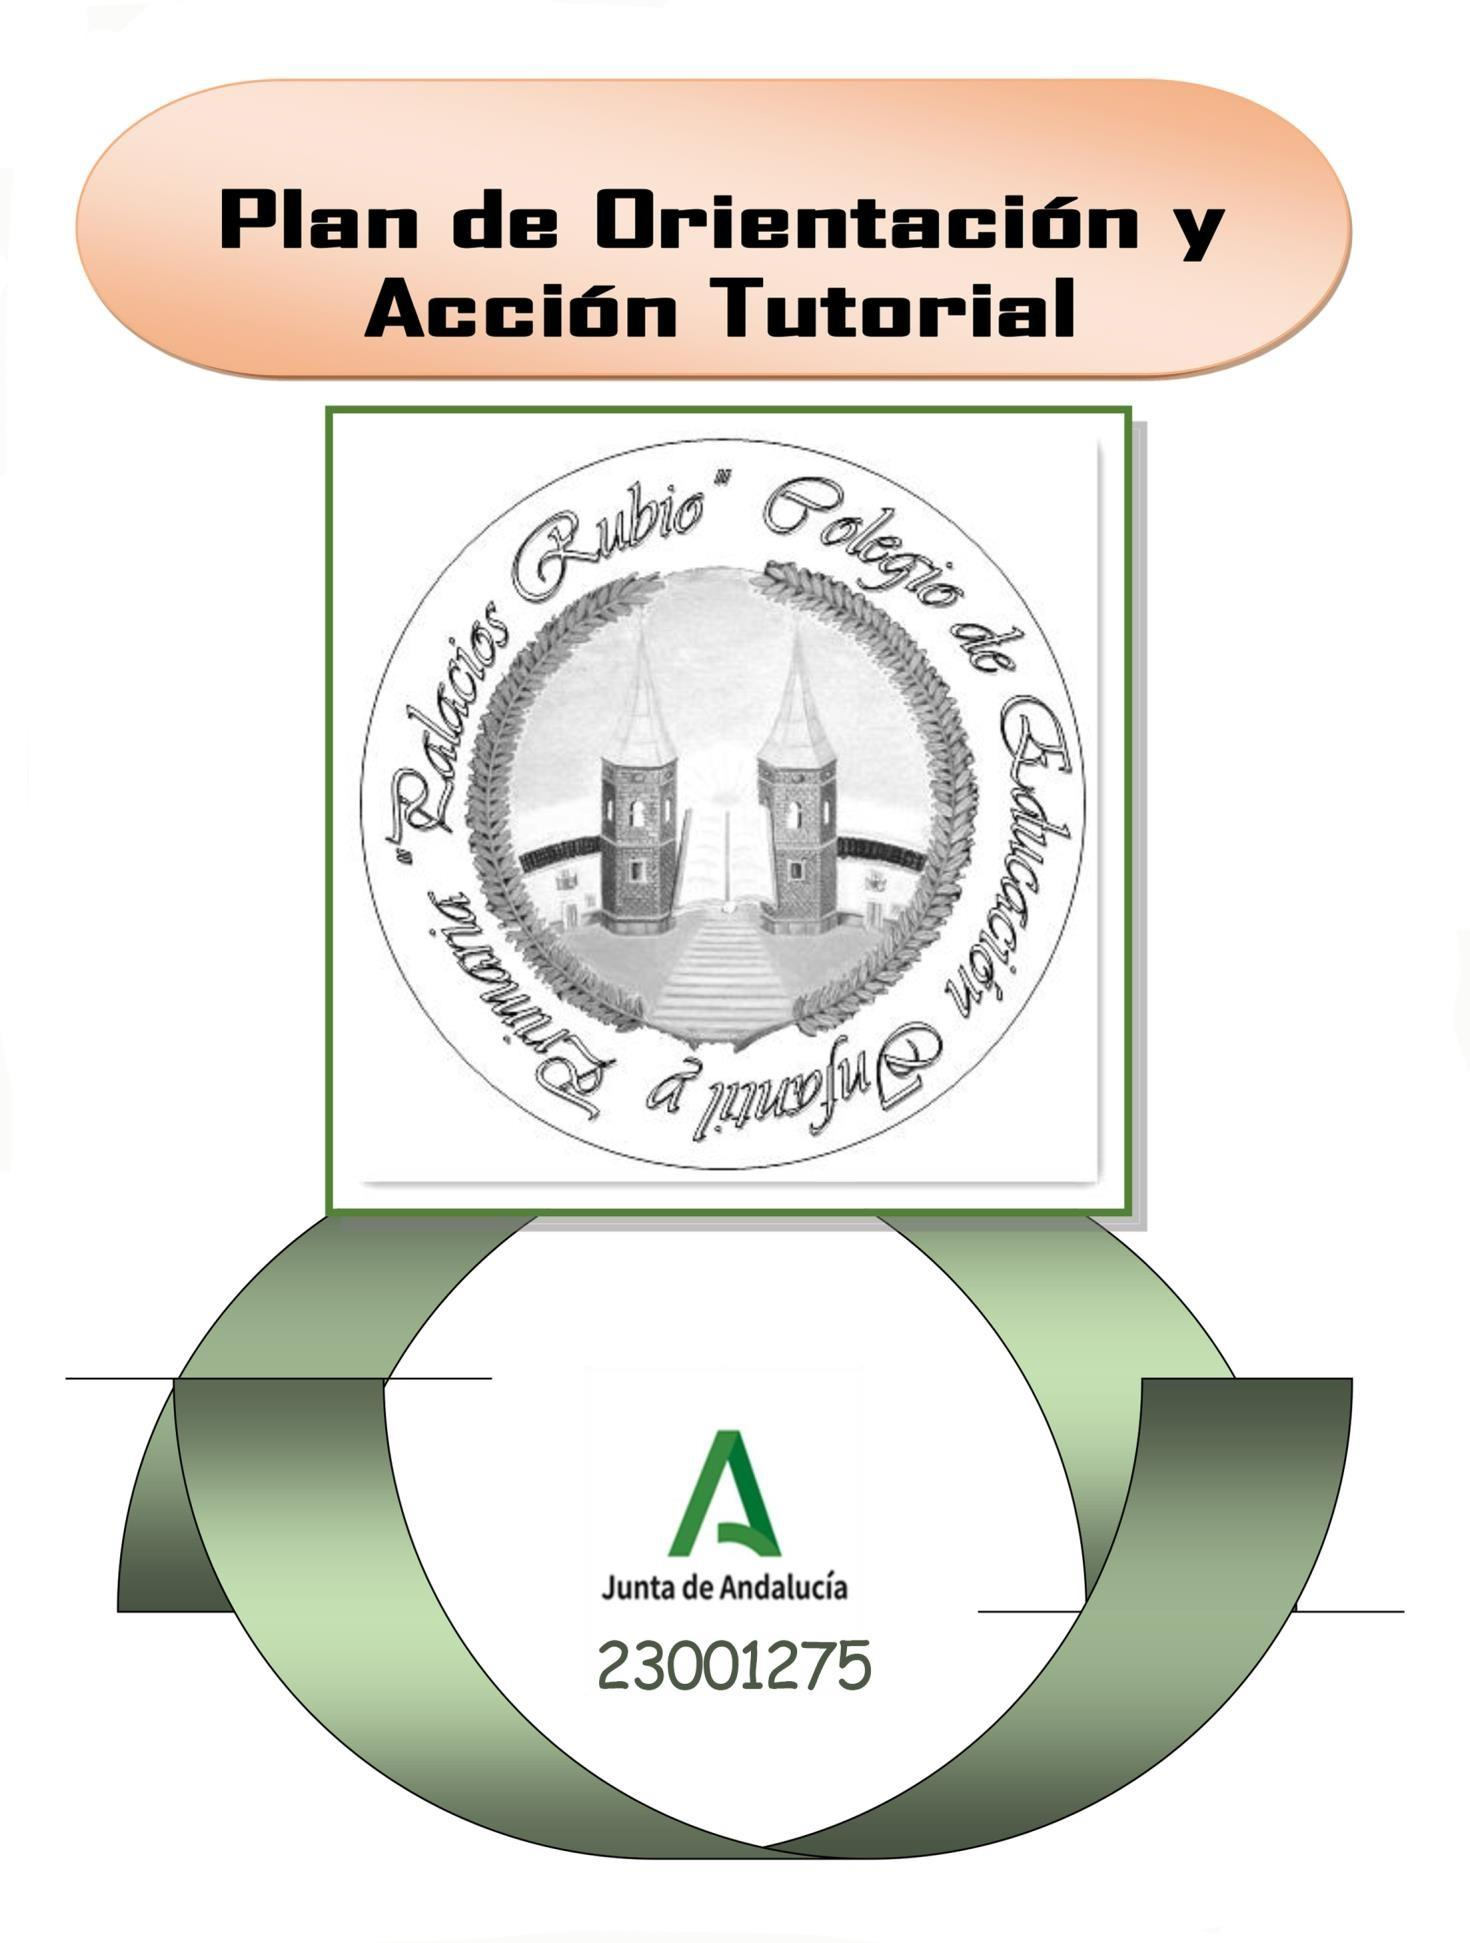 Plan de Orientación y
Acción Tutorial
Colegio de Educación Infantil y Primaria "Palacios Rubio"
Junta de Andalucía
23001275